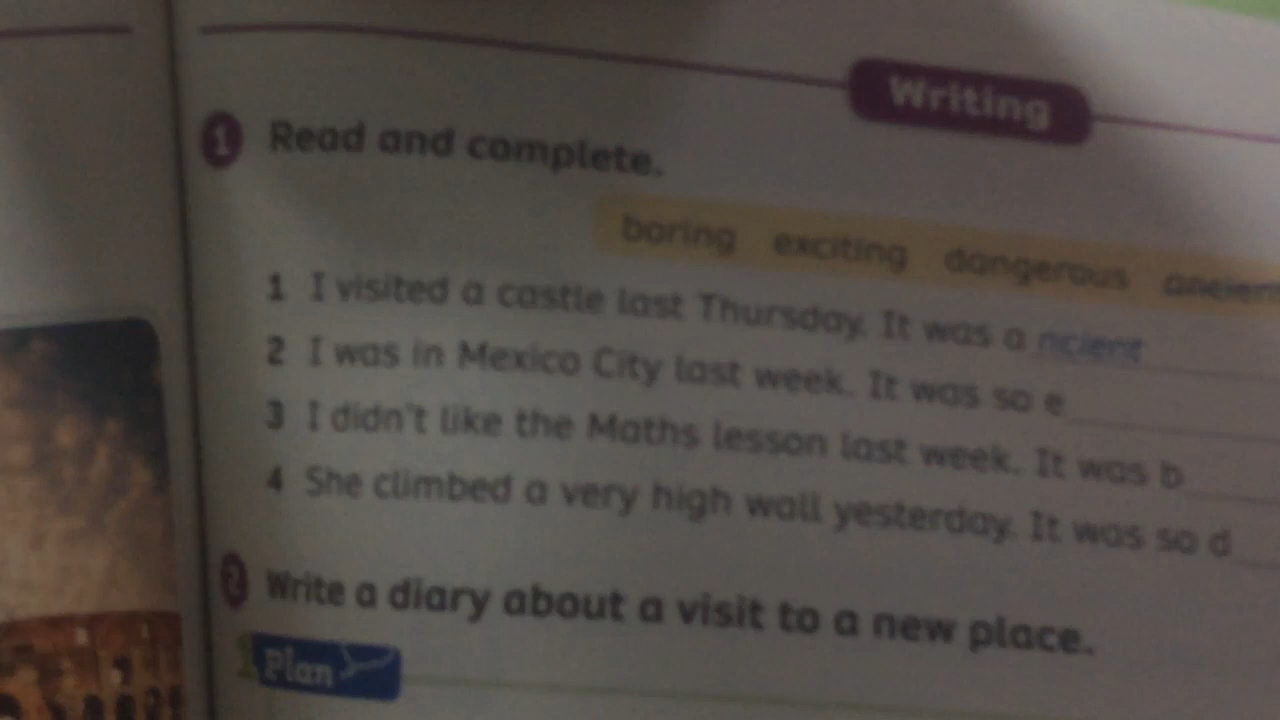 Writing
1 Read and complete.
boring exciting dangerous
1 I visited a castle last Thursday. It was a ncient
2 I was in Mexico City last week. It was so e
3 I didn't like the Maths lesson last week. It was b
4 She climbed a very high wall yesterday. It was so d
2 Write a diary about a visit to a new place.
1 Plan